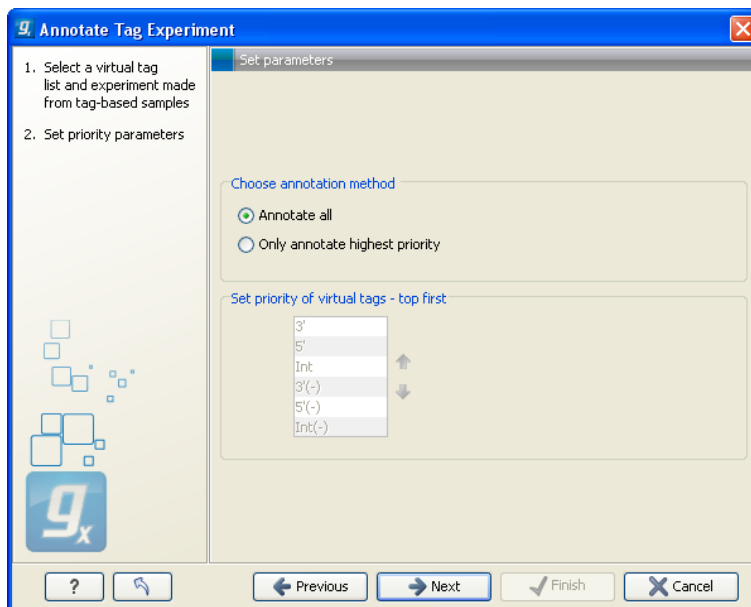 Annotate Tag Experiment
1. Select a virtual tag
list and experiment made
from tag-based samples
2. Set priority parameters
Set parameters
Choose annotation method
Annotate all
Only annotate highest priority
Set priority of virtual tags - top first
3'
5'
Int
3'(-)
5'(-)
Int(-)
gx
?
Previous
Next
Finish
Cancel